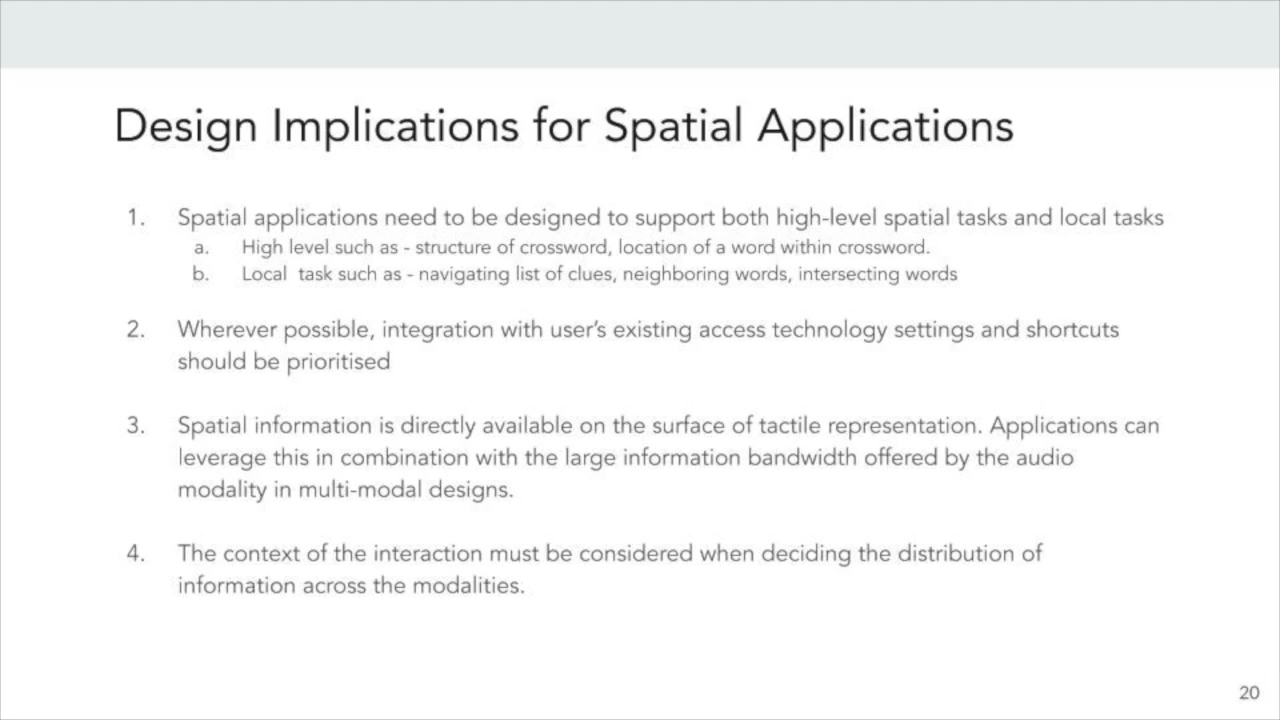 Design Implications for Spatial Applications
1. Spatial applications need to be designed to support both high-level spatial tasks and local tasks
a. High level such as - structure of crossword, location of a word within crossword.
b. Local task such as - navigating list of clues, neighboring words, intersecting words
2. Wherever possible, integration with user's existing access technology settings and shortcuts
should be prioritised
3. Spatial information is directly available on the surface of tactile representation. Applications can
leverage this in combination with the large information bandwidth offered by the audio
modality in multi-modal designs.
4. The context of the interaction must be considered when deciding the distribution of
information across the modalities.
20